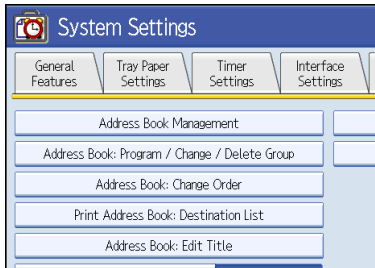 System Settings
General Features
Tray Paper Settings
Timer Settings
Interface Settings
Address Book Management
Address Book: Program / Change / Delete Group
Address Book: Change Order
Print Address Book: Destination List
Address Book: Edit Title